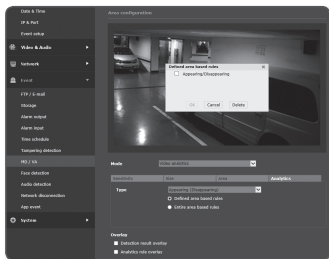 Date & Time
IP & Port
Event setup
Video & Audio
Network
Event
FTP / E-mail
Storage
Alarm output
Alarm input
Time schedule
Tampering detection
MD / VA
Face detection
Audio detection
Network disconnection
App event
System
Area configuration
Defined area based rules
Appearing/Disappearing
Ok
Cancel
Delete
Mode
Video analytics
Sensitivity
Size
Area
Analytics
Type
Appearing (Disappearing)
Defined area based rules
Entire area based rules
Overlay
Detection result overlay
Analytics rule overlay